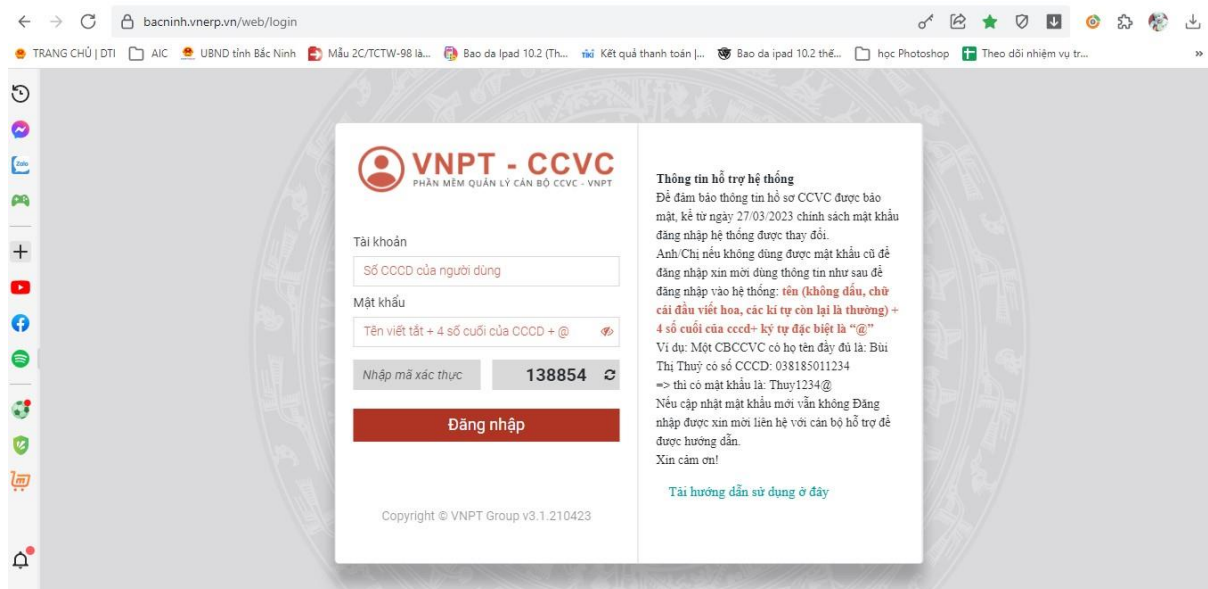 bacninh.vnerp.vn/web/login
TRANG CHỦ | DTI AIC UBND tỉnh Bắc Ninh Mẫu 2C/TCTW-98 là... Bao da Ipad 10.2 (Th... tiki Kết quả thanh toán |... Bao da ipad 10.2 thế... học Photoshop Theo dõi nhiệm vụ tr... »
Zalo
VNPT - CCVC
PHẦN MỀM QUẢN LÝ CÁN BỘ CCVC - VNPT
Tài khoản
Số CCCD của người dùng
Mật khẩu
Tên viết tắt + 4 số cuối của CCCD + @
Nhập mã xác thực 138854
Đăng nhập
Copyright © VNPT Group v3.1.210423
Thông tin hỗ trợ hệ thống
Để đảm bảo thông tin hồ sơ CCVC được bảo
mật, kể từ ngày 27/03/2023 chính sách mật khẩu
đăng nhập hệ thống được thay đổi.
Anh/Chị nếu không dùng được mật khẩu cũ để
đăng nhập xin mời dùng thông tin như sau để
đăng nhập vào hệ thống: tên (không dấu, chữ
cái đầu viết hoa, các kí tự còn lại là thường) +
4 số cuối của cccd+ ký tự đặc biệt là “@”
Ví dụ: Một CBCCVC có họ tên đầy đủ là: Bùi
Thị Thuỷ có số CCCD: 038185011234
=> thì có mật khẩu là: Thuy1234@
Nếu cập nhật mật khẩu mới vẫn không Đăng
nhập được xin mời liên hệ với cán bộ hỗ trợ để
được hướng dẫn.
Xin cảm ơn!
Tải hướng dẫn sử dụng ở đây